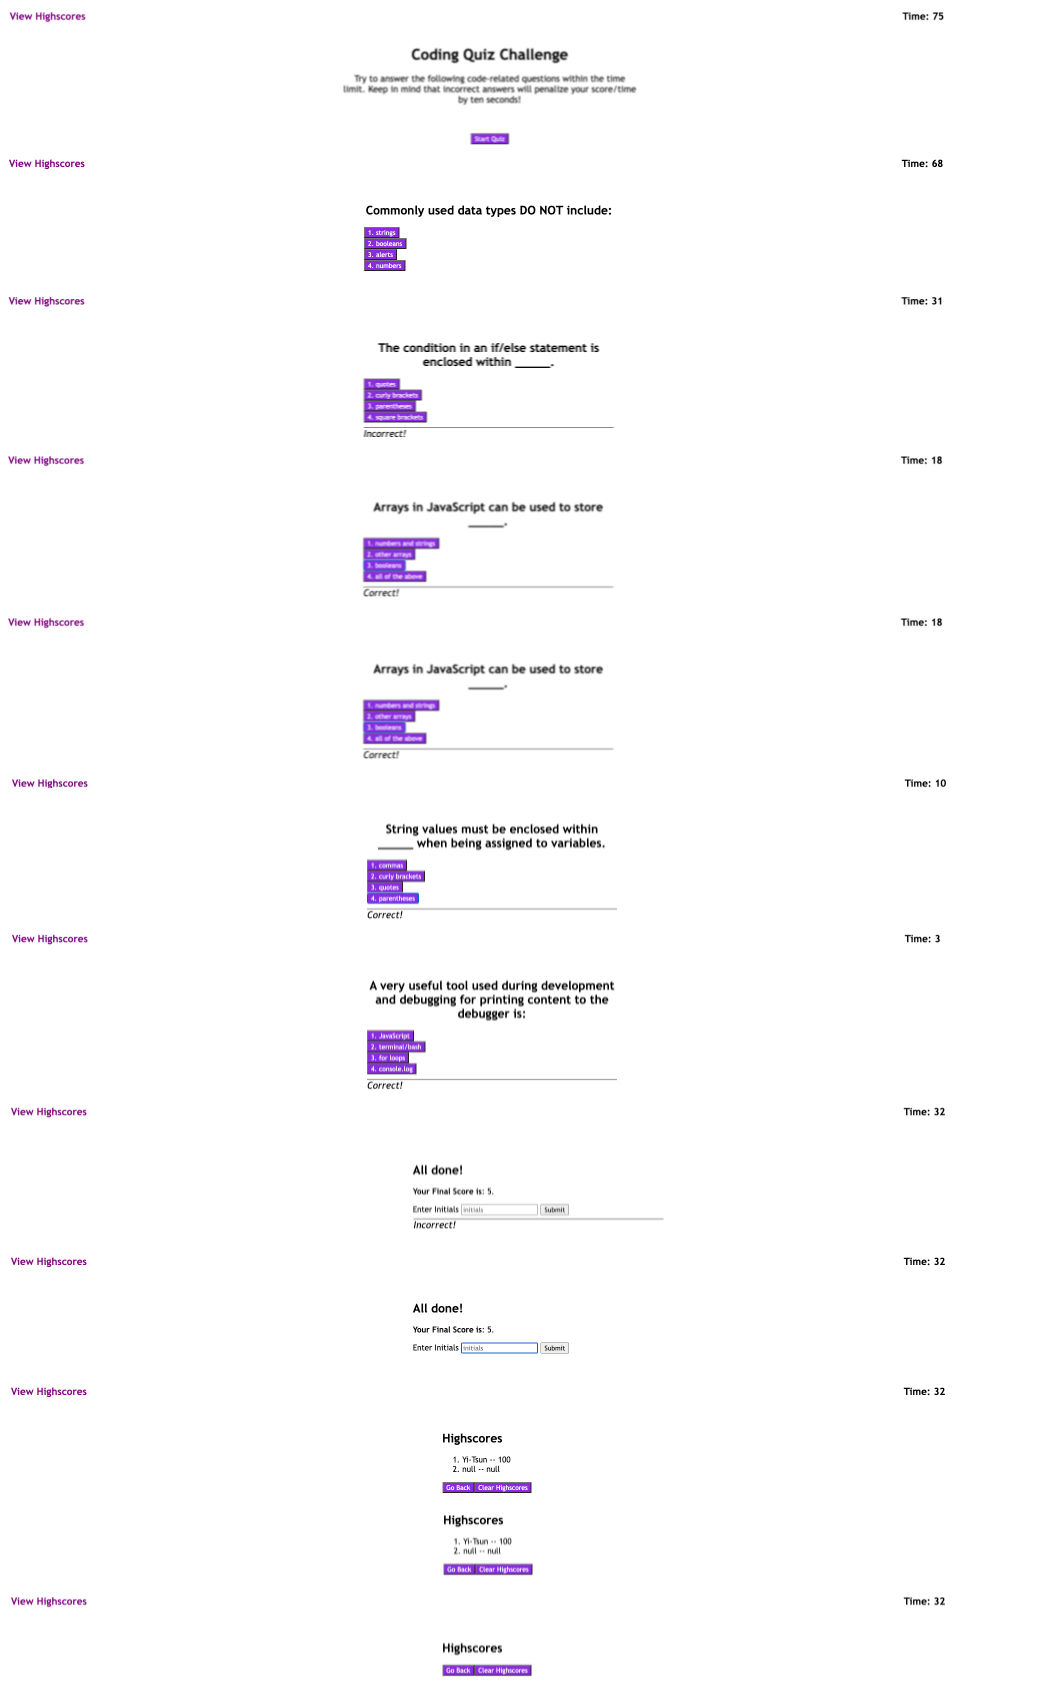 View Highscores
Time: 75
Coding Quiz Challenge
Try to answer the following code-related questions within the time
limit. Keep in mind that incorrect answers will penalize your score/time
by ten seconds!
Start Quiz
View Highscores
Time: 68
Commonly used data types DO NOT include:
1. strings
2. booleans
3. alerts
4. numbers
View Highscores
Time: 31
The condition in an if/else statement is
enclosed within _____.
1. quotes
2. curly brackets
3. parentheses
4. square brackets
Incorrect!
View Highscores
Time: 18
Arrays in JavaScript can be used to store
_____.
1. numbers and strings
2. other arrays
3. booleans
4. all of the above
Correct!
View Highscores
Time: 18
Arrays in JavaScript can be used to store
_____.
1. numbers and strings
2. other arrays
3. booleans
4. all of the above
Correct!
View Highscores
Time: 10
String values must be enclosed within
_____ when being assigned to variables.
1. commas
2. curly brackets
3. quotes
4. parentheses
Correct!
View Highscores
Time: 3
A very useful tool used during development
and debugging for printing content to the
debugger is:
1. JavaScript
2. terminal/bash
3. for loops
4. console.log
Correct!
View Highscores
Time: 32
All done!
Your Final Score is: 5.
Enter Initials initials Submit
Incorrect!
View Highscores
Time: 32
All done!
Your Final Score is: 5.
Enter Initials initials Submit
View Highscores
Time: 32
Highscores
1. Yi-Tsun -- 100
2. null -- null
Go Back Clear Highscores
Highscores
1. Yi-Tsun -- 100
2. null -- null
Go Back Clear Highscores
View Highscores
Time: 32
Highscores
Go Back Clear Highscores